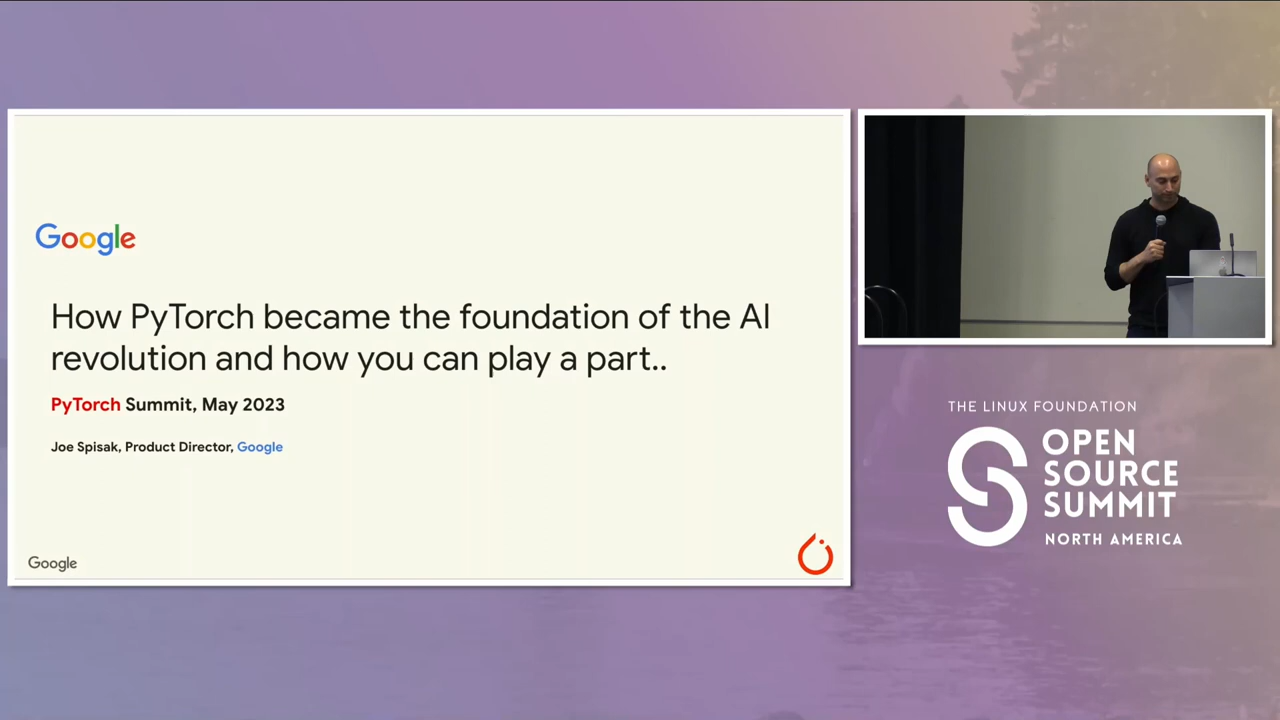 Google
How PyTorch became the foundation of the AI
revolution and how you can play a part..
PyTorch Summit, May 2023
Joe Spisak, Product Director, Google
Google
THE LINUX FOUNDATION
OPEN
SOURCE
SUMMIT
NORTH AMERICA